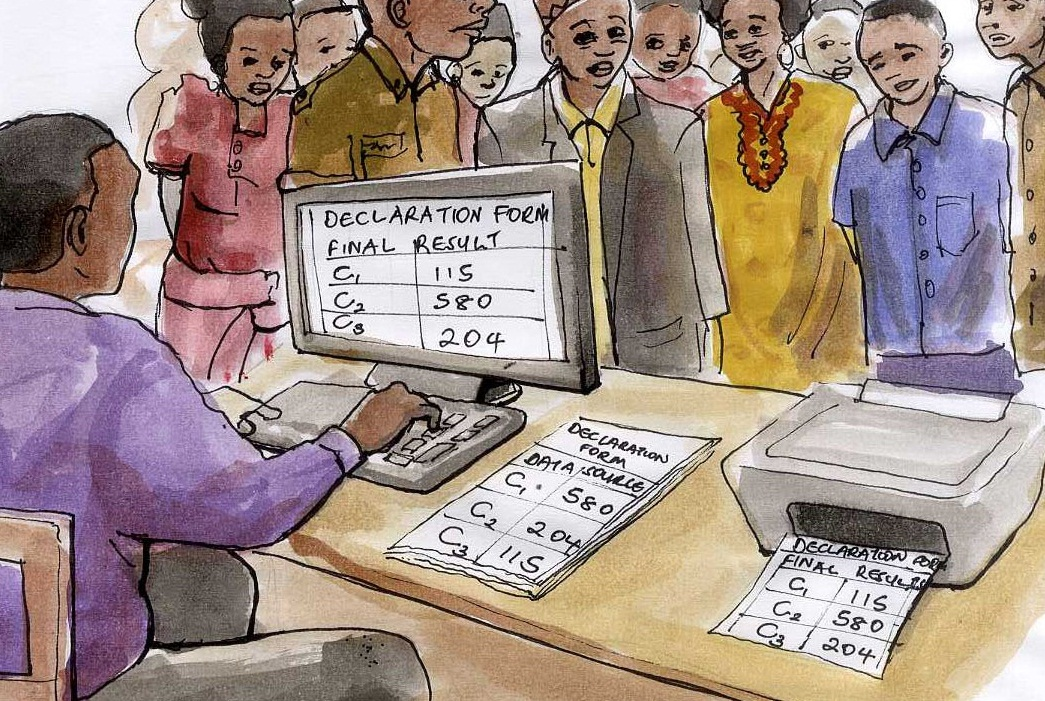 DECLARATION FORM
FINAL RESULT
C1 115
C2 580
C3 204
DECLARATION
FORM
DATA SOURCE
C1 580
C2 204
C3 115
DECLARATION FORM
FINAL RESULTS
C1 115
C2 580
C3 204